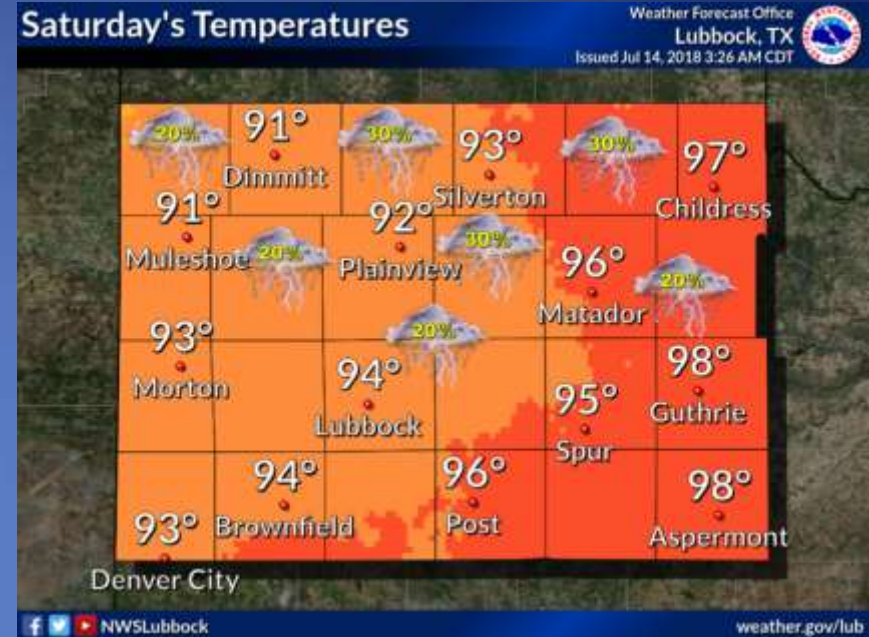 Saturday's Temperatures
Weather Forecast Office
Lubbock, TX
Issued Jul 14, 2018 3:26 AM CDT
20%
91°
Dimmitt
30%
93°
Silverton
30%
97°
Childress
91°
Muleshoe
20%
92°
Plainview
30%
96°
Matador
20%
93°
Morton
20%
94°
Lubbock
95°
Spur
98°
Guthrie
93°
Denver City
94°
Brownfield
96°
Post
98°
Aspermont
NWSLubbock
weather.gov/lub